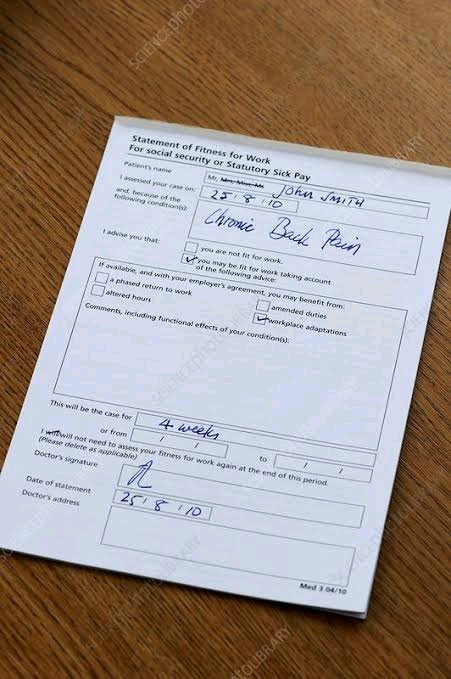 Statement of Fitness for Work
For social security or Statutory Sick Pay
Patient's name Mr, Mrs, Miss, Ms John SMITH
I assessed your case on: 25 / 8 / 10
and, because of the
following condition(s): Chronic Back Pain
I advise you that: you are not fit for work.
you may be fit for work taking account
of the following advice:
If available, and with your employer's agreement, you may benefit from:
a phased return to work amended duties
altered hours workplace adaptations
Comments, including functional effects of your condition(s):
This will be the case for 4 weeks
or from / / to / /
I will/will not need to assess your fitness for work again at the end of this period.
(Please delete as applicable)
Doctor's signature
Date of statement 25 / 8 / 10
Doctor's address
Med 3 04/10